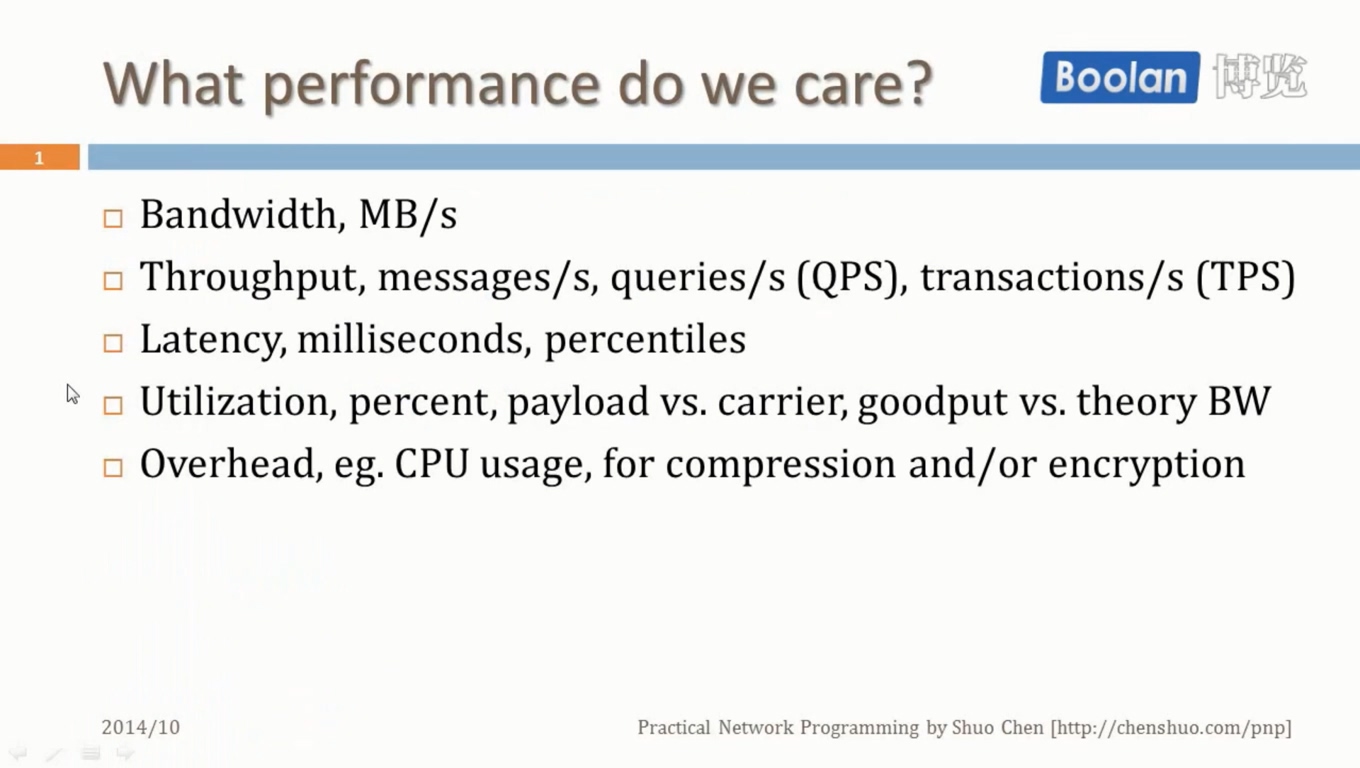 What performance do we care?
Boolan 博览
1
Bandwidth, MB/s
Throughput, messages/s, queries/s (QPS), transactions/s (TPS)
Latency, milliseconds, percentiles
Utilization, percent, payload vs. carrier, goodput vs. theory BW
Overhead, eg. CPU usage, for compression and/or encryption
2014/10
Practical Network Programming by Shuo Chen [http://chenshuo.com/pnp]